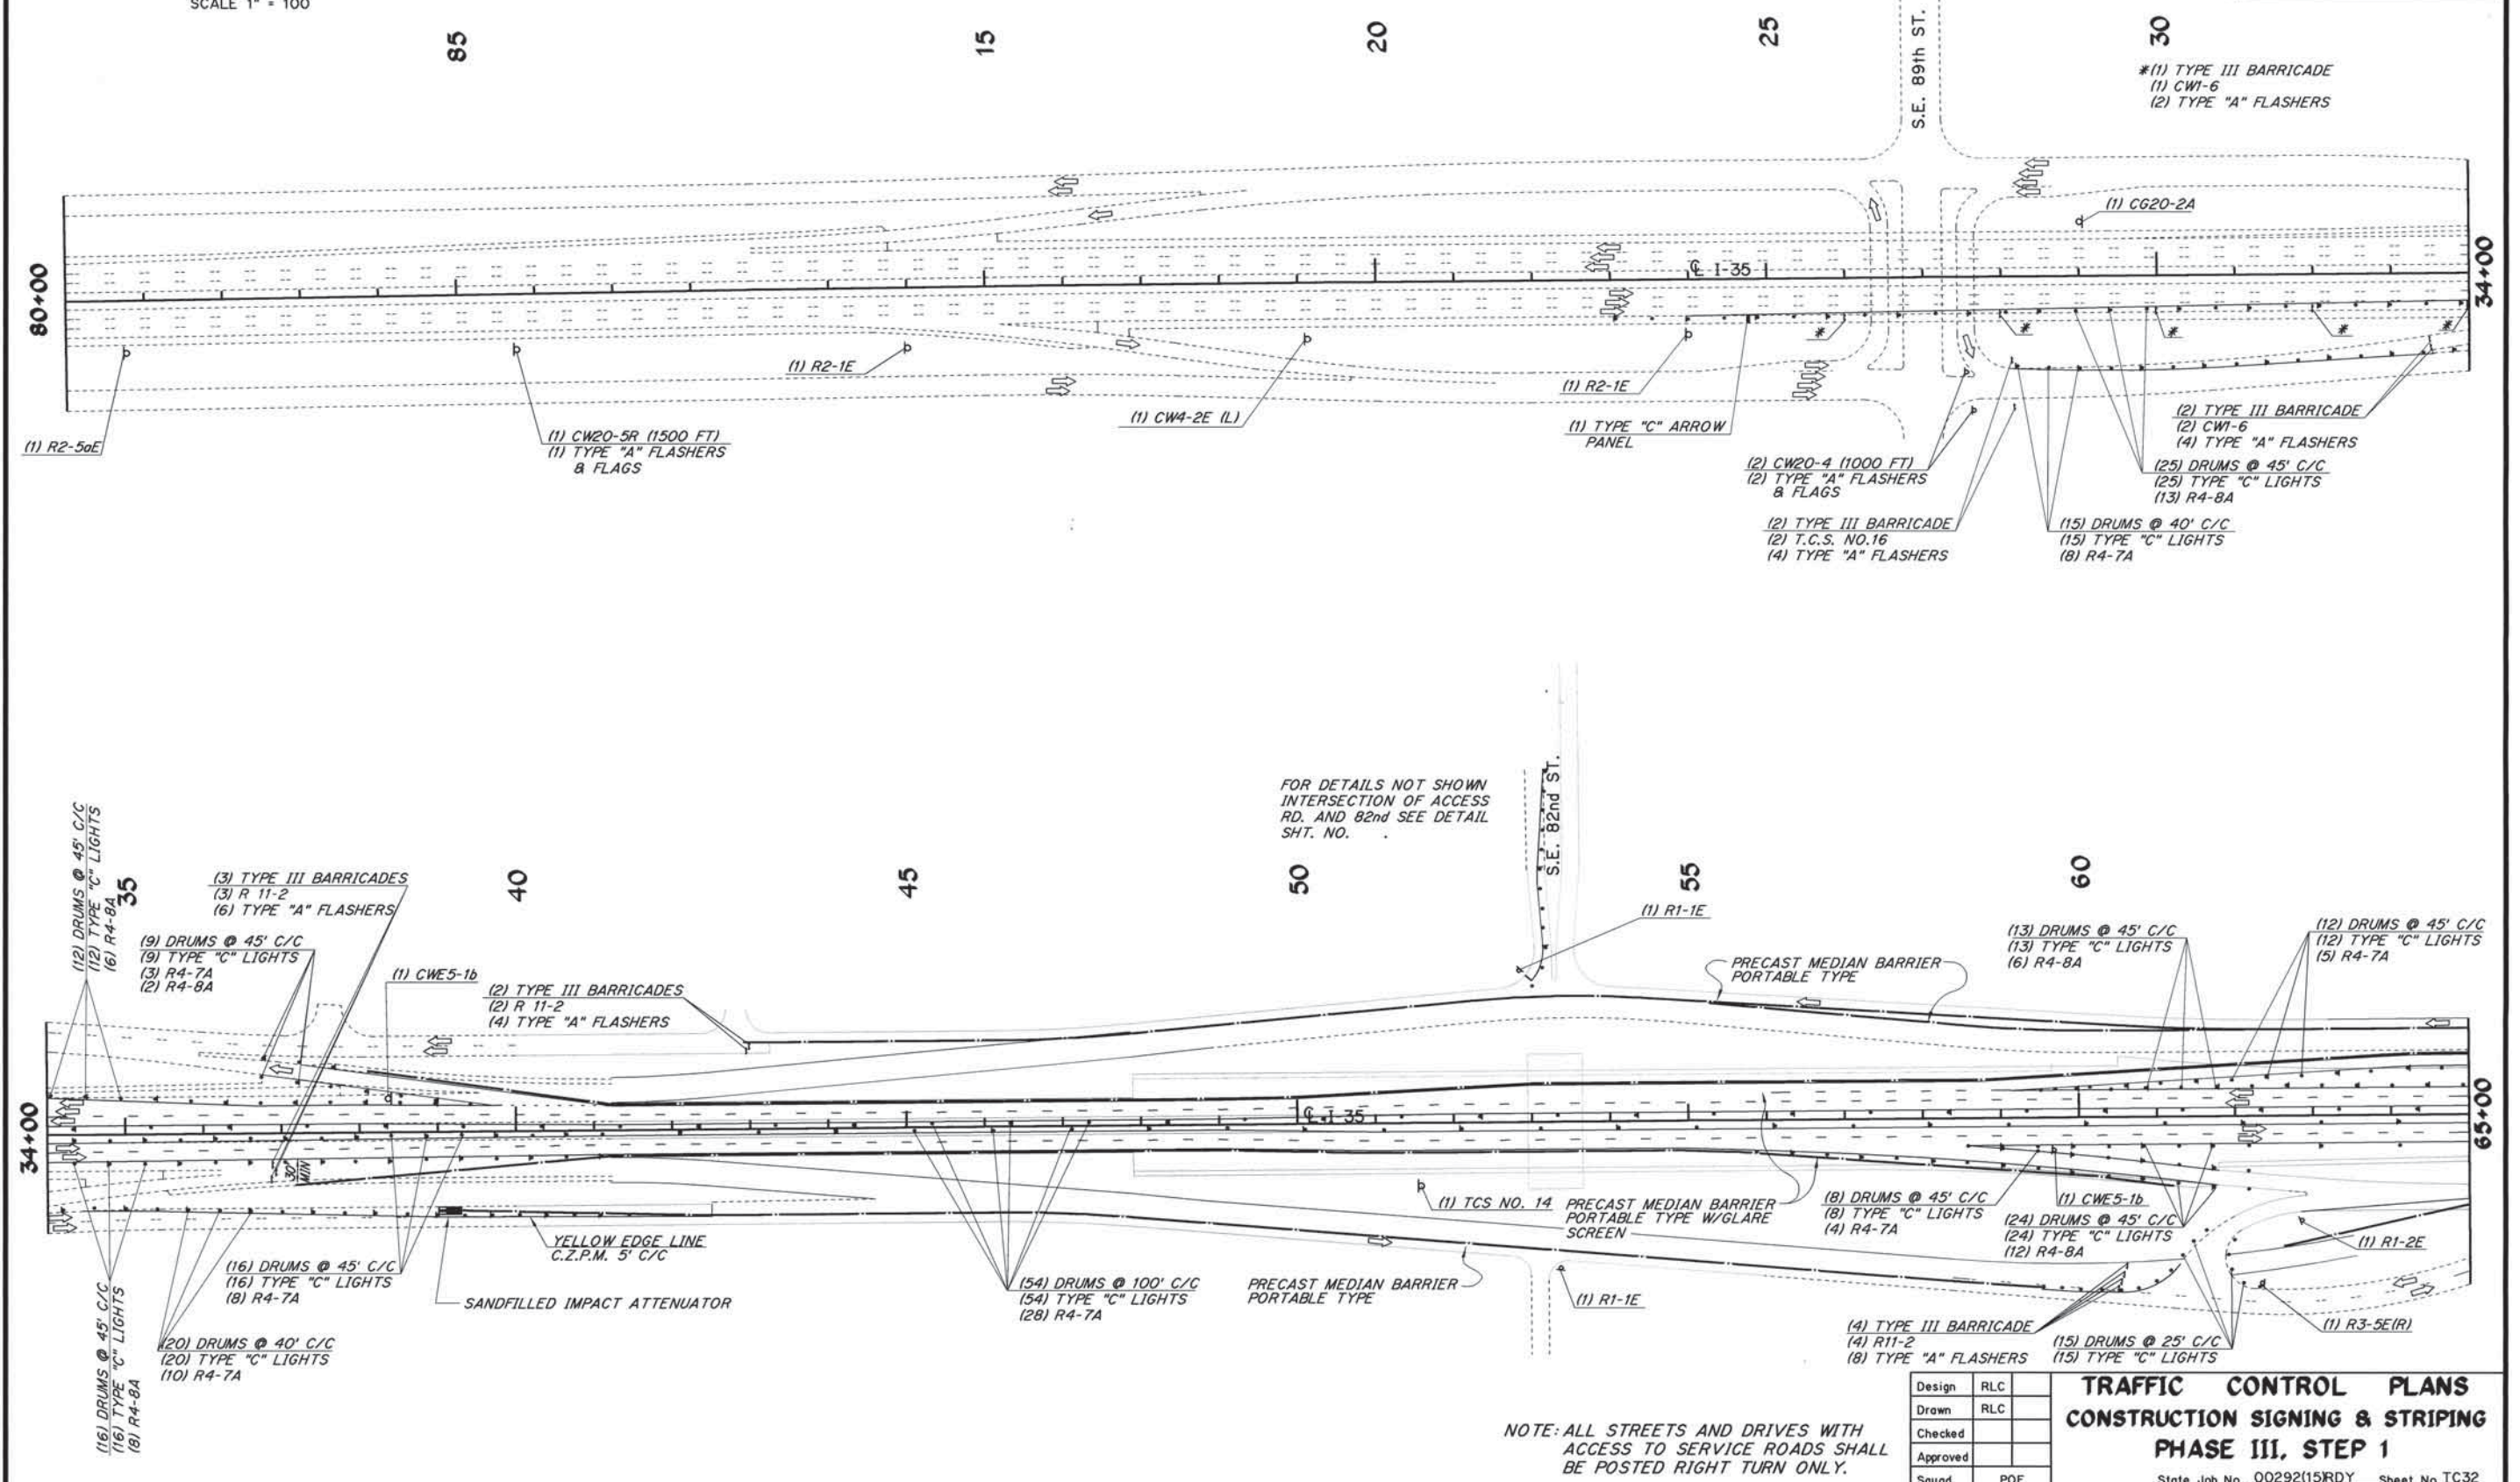 SCALE 1" = 100'
85
15
20
25
30
S.E. 89th ST.
*(1) TYPE III BARRICADE
(1) CW1-6
(2) TYPE "A" FLASHERS
(1) CG20-2A
80+00
34+00
℄ I-35
*
*
*
*
*
(1) R2-5aE
(1) CW20-5R (1500 FT)
(1) TYPE "A" FLASHERS
& FLAGS
(1) R2-1E
(1) CW4-2E (L)
(1) R2-1E
(1) TYPE "C" ARROW
PANEL
(2) CW20-4 (1000 FT)
(2) TYPE "A" FLASHERS
& FLAGS
(2) TYPE III BARRICADE
(2) T.C.S. NO.16
(4) TYPE "A" FLASHERS
(2) TYPE III BARRICADE
(2) CW1-6
(4) TYPE "A" FLASHERS
(25) DRUMS @ 45' C/C
(25) TYPE "C" LIGHTS
(13) R4-8A
(15) DRUMS @ 40' C/C
(15) TYPE "C" LIGHTS
(8) R4-7A
FOR DETAILS NOT SHOWN
INTERSECTION OF ACCESS
RD. AND 82nd SEE DETAIL
SHT. NO. .
S.E. 82nd ST.
35
40
45
50
55
60
(12) DRUMS @ 45' C/C
(12) TYPE "C" LIGHTS
(6) R4-8A
(3) TYPE III BARRICADES
(3) R 11-2
(6) TYPE "A" FLASHERS
(9) DRUMS @ 45' C/C
(9) TYPE "C" LIGHTS
(3) R4-7A
(2) R4-8A
(1) CWE5-1b
(2) TYPE III BARRICADES
(2) R 11-2
(4) TYPE "A" FLASHERS
(1) R1-1E
PRECAST MEDIAN BARRIER
PORTABLE TYPE
(13) DRUMS @ 45' C/C
(13) TYPE "C" LIGHTS
(6) R4-8A
(12) DRUMS @ 45' C/C
(12) TYPE "C" LIGHTS
(5) R4-7A
34+00
65+00
℄ I-35
30'
MIN
YELLOW EDGE LINE
C.Z.P.M. 5' C/C
(16) DRUMS @ 45' C/C
(16) TYPE "C" LIGHTS
(8) R4-7A
SANDFILLED IMPACT ATTENUATOR
(20) DRUMS @ 40' C/C
(20) TYPE "C" LIGHTS
(10) R4-7A
(16) DRUMS @ 45' C/C
(16) TYPE "C" LIGHTS
(8) R4-8A
(54) DRUMS @ 100' C/C
(54) TYPE "C" LIGHTS
(28) R4-7A
PRECAST MEDIAN BARRIER
PORTABLE TYPE
(1) TCS NO. 14
PRECAST MEDIAN BARRIER
PORTABLE TYPE W/GLARE
SCREEN
(1) R1-1E
(8) DRUMS @ 45' C/C
(8) TYPE "C" LIGHTS
(4) R4-7A
(1) CWE5-1b
(24) DRUMS @ 45' C/C
(24) TYPE "C" LIGHTS
(12) R4-8A
(1) R1-2E
(1) R3-5E(R)
(4) TYPE III BARRICADE
(4) R11-2
(8) TYPE "A" FLASHERS
(15) DRUMS @ 25' C/C
(15) TYPE "C" LIGHTS
NOTE: ALL STREETS AND DRIVES WITH
ACCESS TO SERVICE ROADS SHALL
BE POSTED RIGHT TURN ONLY.
Design RLC
Drawn RLC
Checked
Approved
Squad POE
TRAFFIC CONTROL PLANS
CONSTRUCTION SIGNING & STRIPING
PHASE III, STEP 1
State Job No. 00292(15)RDY Sheet No. TC32